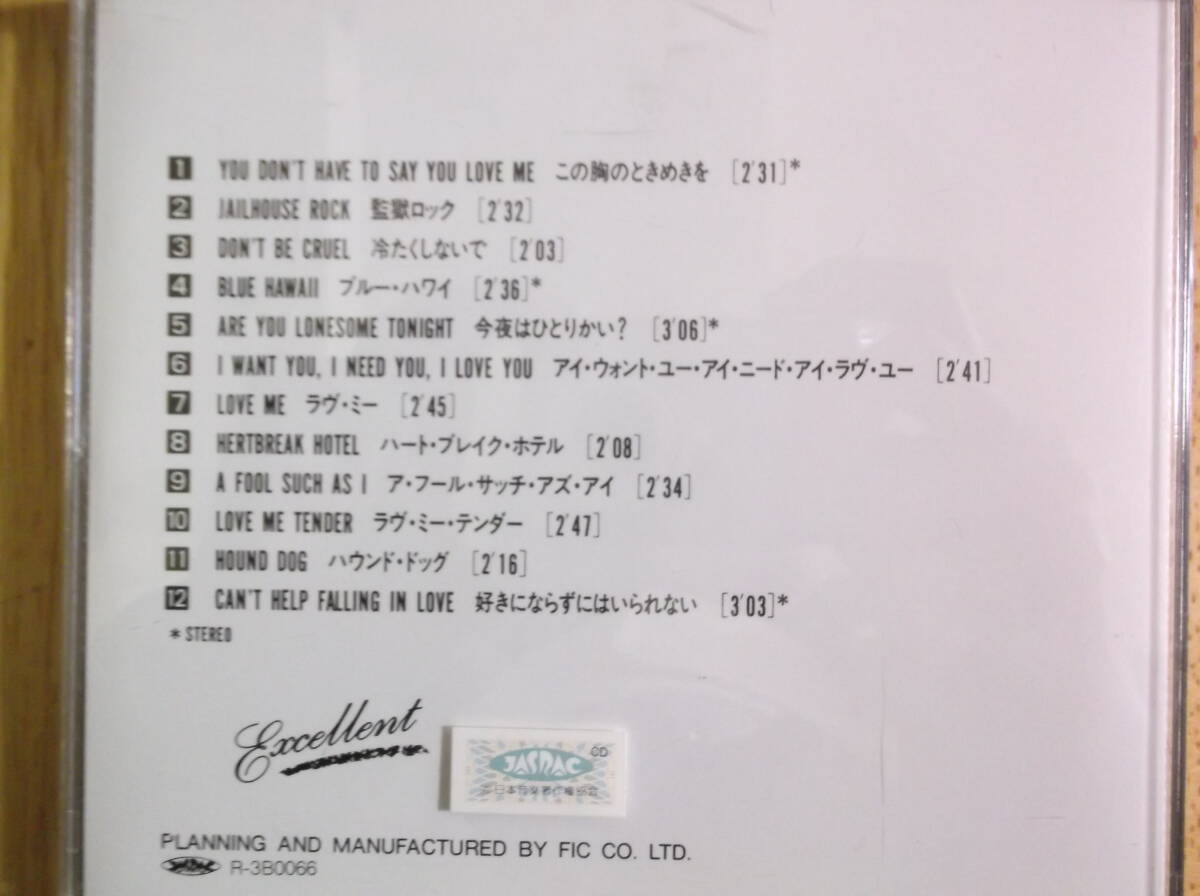 1 YOU DON'T HAVE TO SAY YOU LOVE ME この胸のときめきを [2'31]*
2 JAILHOUSE ROCK 監獄ロック [2'32]
3 DON'T BE CRUEL 冷たくしないで [2'03]
4 BLUE HAWAII ブルー・ハワイ [2'36]*
5 ARE YOU LONESOME TONIGHT 今夜はひとりかい? [3'06]*
6 I WANT YOU, I NEED YOU, I LOVE YOU アイ・ウォント・ユー・アイ・ニード・アイ・ラヴ・ユー [2'41]
7 LOVE ME ラヴ・ミー [2'45]
8 HERTBREAK HOTEL ハート・ブレイク・ホテル [2'08]
9 A FOOL SUCH AS I ア・フール・サッチ・アズ・アイ [2'34]
10 LOVE ME TENDER ラヴ・ミー・テンダー [2'47]
11 HOUND DOG ハウンド・ドッグ [2'16]
12 CAN'T HELP FALLING IN LOVE 好きにならずにはいられない [3'03]*
* STEREO
Excellent
CD
JASRAC
日本音楽著作権協会
PLANNING AND MANUFACTURED BY FIC CO. LTD.
JASRAC R-3B0066